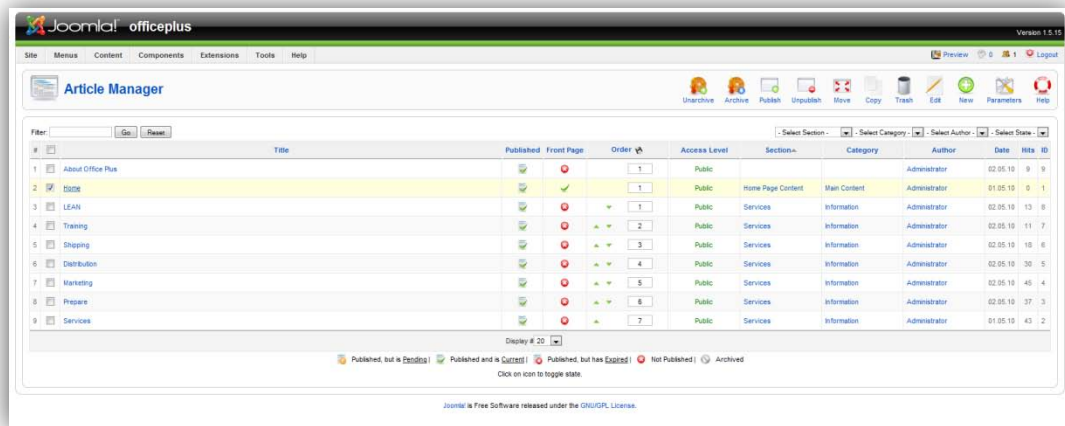 Joomla! officeplus
Version 1.5.15
Site Menus Content Components Extensions Tools Help Preview 0 1 Logout
Article Manager
Unarchive Archive Publish Unpublish Move Copy Trash Edit New Parameters Help
Filter: Go Reset - Select Section - - Select Category - - Select Author - - Select State -
# Title Published Front Page Order Access Level Section Category Author Date Hits ID
1 About Office Plus 1 Public Administrator 02.05.10 9 9
2 Home 1 Public Home Page Content Main Content Administrator 01.05.10 0 1
3 LEAN 1 Public Services Information Administrator 02.05.10 13 8
4 Training 2 Public Services Information Administrator 02.05.10 11 7
5 Shipping 3 Public Services Information Administrator 02.05.10 18 6
6 Distribution 4 Public Services Information Administrator 02.05.10 30 5
7 Marketing 5 Public Services Information Administrator 02.05.10 45 4
8 Prepare 6 Public Services Information Administrator 02.05.10 37 3
9 Services 7 Public Services Information Administrator 01.05.10 43 2
Display # 20
Published, but is Pending | Published and is Current | Published, but has Expired | Not Published | Archived
Click on icon to toggle state.
Joomla! is Free Software released under the GNU/GPL License.